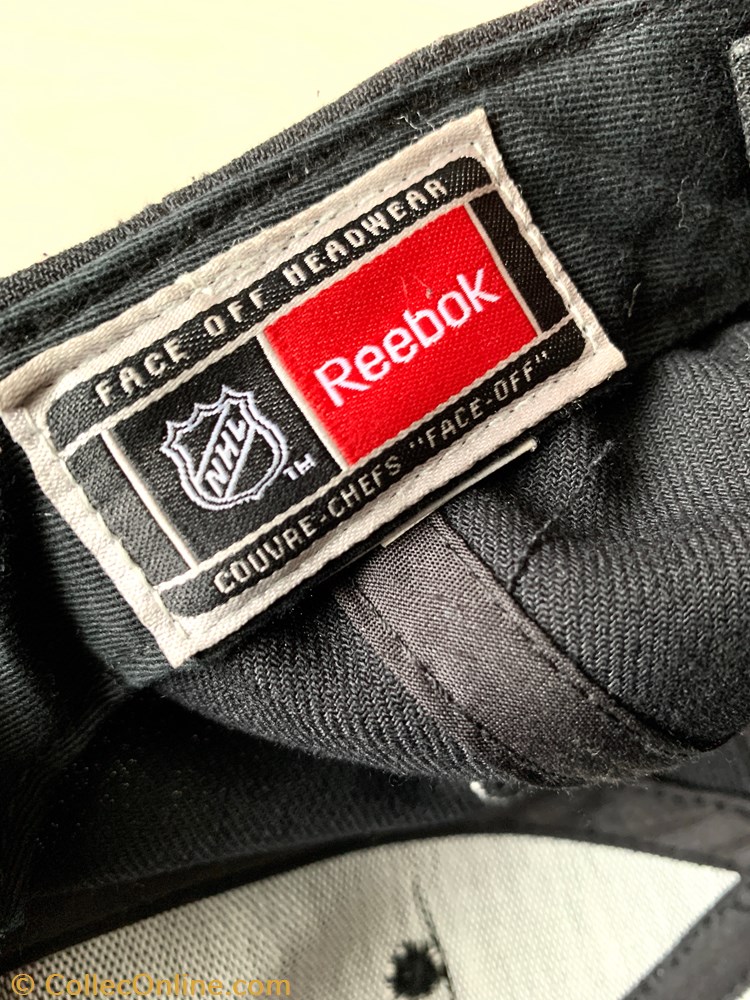 FACE OFF HEADWEAR
Reebok
NHL TM
COUVRE-CHEFS "FACE-OFF"
© CollecOnline.com